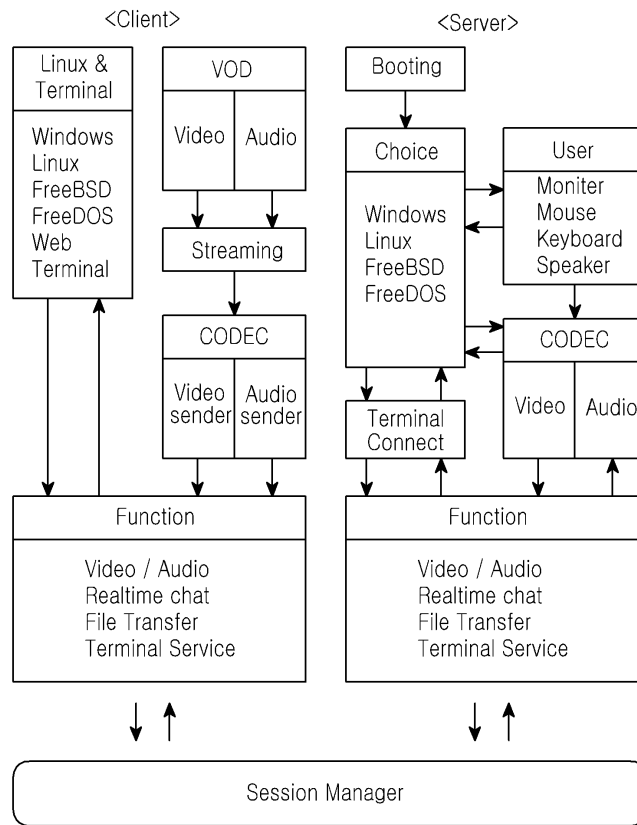 <Client>
Linux &
Terminal
Windows
Linux
FreeBSD
FreeDOS
Web
Terminal
VOD
Video
Audio
Streaming
CODEC
Video
sender
Audio
sender
Function
Video / Audio
Realtime chat
File Transfer
Terminal Service
<Server>
Booting
Choice
Windows
Linux
FreeBSD
FreeDOS
User
Moniter
Mouse
Keyboard
Speaker
CODEC
Video
Audio
Terminal
Connect
Function
Video / Audio
Realtime chat
File Transfer
Terminal Service
Session Manager